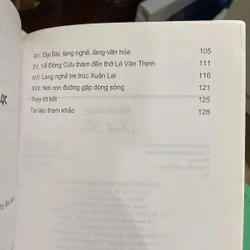 XIV. Đại Bái, làng nghề, làng văn hóa 105
XV. Về Đông Cứu thăm đền thờ Lê Văn Thịnh 111
XVI. Làng nghề tre trúc Xuân Lai 116
XVII. Nơi con đường gặp dòng sông 121
Thay lời kết 125
Tài liệu tham khảo 128